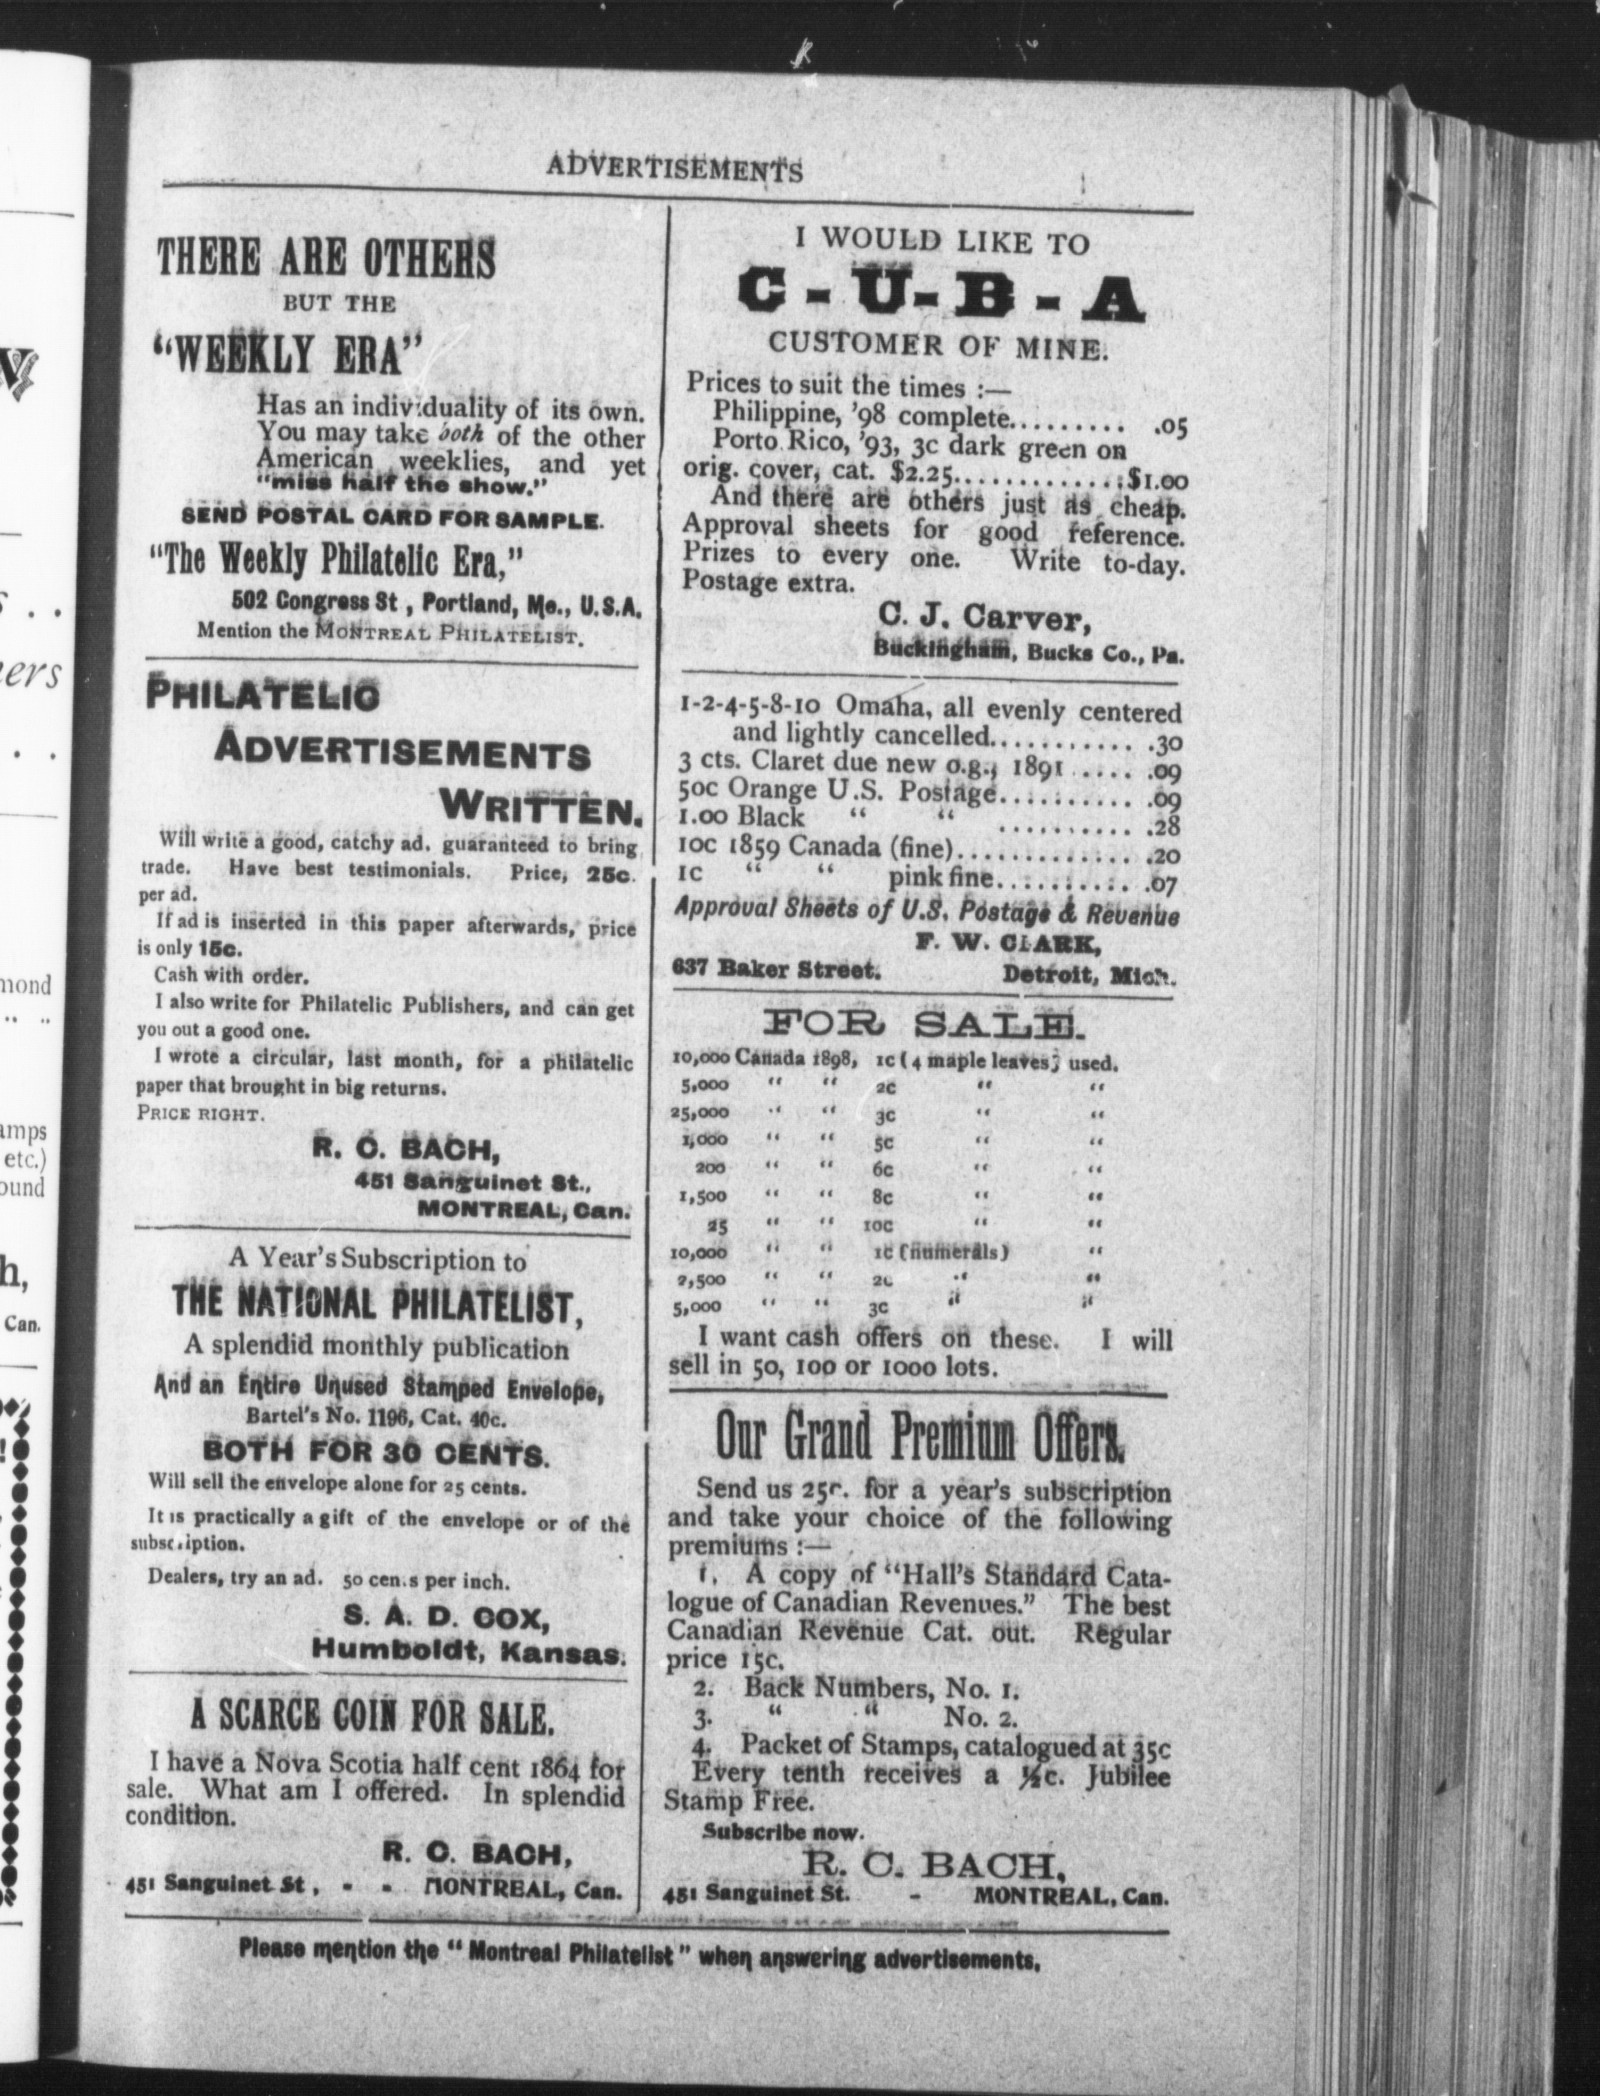 ADVERTISEMENTS
THERE ARE OTHERS
BUT THE
"WEEKLY ERA"
Has an individuality of its own.
You may take both of the other
American weeklies, and yet
"miss half the show."
SEND POSTAL CARD FOR SAMPLE.
"The Weekly Philatelic Era,"
502 Congress St , Portland, Me., U.S.A.
Mention the MONTREAL PHILATELIST.
PHILATELIC
ADVERTISEMENTS
WRITTEN.
Will write a good, catchy ad. guaranteed to bring
trade. Have best testimonials. Price, 25c.
per ad.
If ad is inserted in this paper afterwards, price
is only 15c.
Cash with order.
I also write for Philatelic Publishers, and can get
you out a good one.
I wrote a circular, last month, for a philatelic
paper that brought in big returns.
PRICE RIGHT.
R. C. BACH,
451 Sanguinet St.,
MONTREAL, Can.
A Year's Subscription to
THE NATIONAL PHILATELIST,
A splendid monthly publication
And an Entire Unused Stamped Envelope,
Bartel's No. 1196, Cat. 40c.
BOTH FOR 30 CENTS.
Will sell the envelope alone for 25 cents.
It is practically a gift of the envelope or of the
subscription.
Dealers, try an ad. 50 cents per inch.
S. A. D. COX,
Humboldt, Kansas.
A SCARCE COIN FOR SALE.
I have a Nova Scotia half cent 1864 for
sale. What am I offered. In splendid
condition.
R. C. BACH,
451 Sanguinet St , - - MONTREAL, Can.
I WOULD LIKE TO
C - U - B - A
CUSTOMER OF MINE.
Prices to suit the times :—
Philippine, '98 complete......... .05
Porto Rico, '93, 3c dark green on
orig. cover, cat. $2.25.............$1.00
And there are others just as cheap.
Approval sheets for good reference.
Prizes to every one. Write to-day.
Postage extra.
C. J. Carver,
Buckingham, Bucks Co., Pa.
1-2-4-5-8-10 Omaha, all evenly centered
and lightly cancelled............ .30
3 cts. Claret due new o.g., 1891 ..... .09
50c Orange U.S. Postage........... .09
1.00 Black " " .......... .28
10c 1859 Canada (fine).............. .20
1c " " pink fine........... .07
Approval Sheets of U.S. Postage & Revenue
F. W. CLARK,
637 Baker Street. Detroit, Mich.
FOR SALE.
10,000 Canada 1898, 1c (4 maple leaves) used.
5,000 " " 2c " "
25,000 " " 3c " "
1,000 " " 5c " "
200 " " 6c " "
1,500 " " 8c " "
25 " " 10c " "
10,000 " " 1c (numerals) "
2,500 " " 2c " "
5,000 " " 3c " "
I want cash offers on these. I will
sell in 50, 100 or 1000 lots.
Our Grand Premium Offers.
Send us 25c. for a year's subscription
and take your choice of the following
premiums :—
1. A copy of "Hall's Standard Cata-
logue of Canadian Revenues." The best
Canadian Revenue Cat. out. Regular
price 15c.
2. Back Numbers, No. 1.
3. " " No. 2.
4. Packet of Stamps, catalogued at 35c
Every tenth receives a ½c. Jubilee
Stamp Free.
Subscribe now.
R. C. BACH,
451 Sanguinet St. - MONTREAL, Can.
Please mention the "Montreal Philatelist" when answering advertisements.